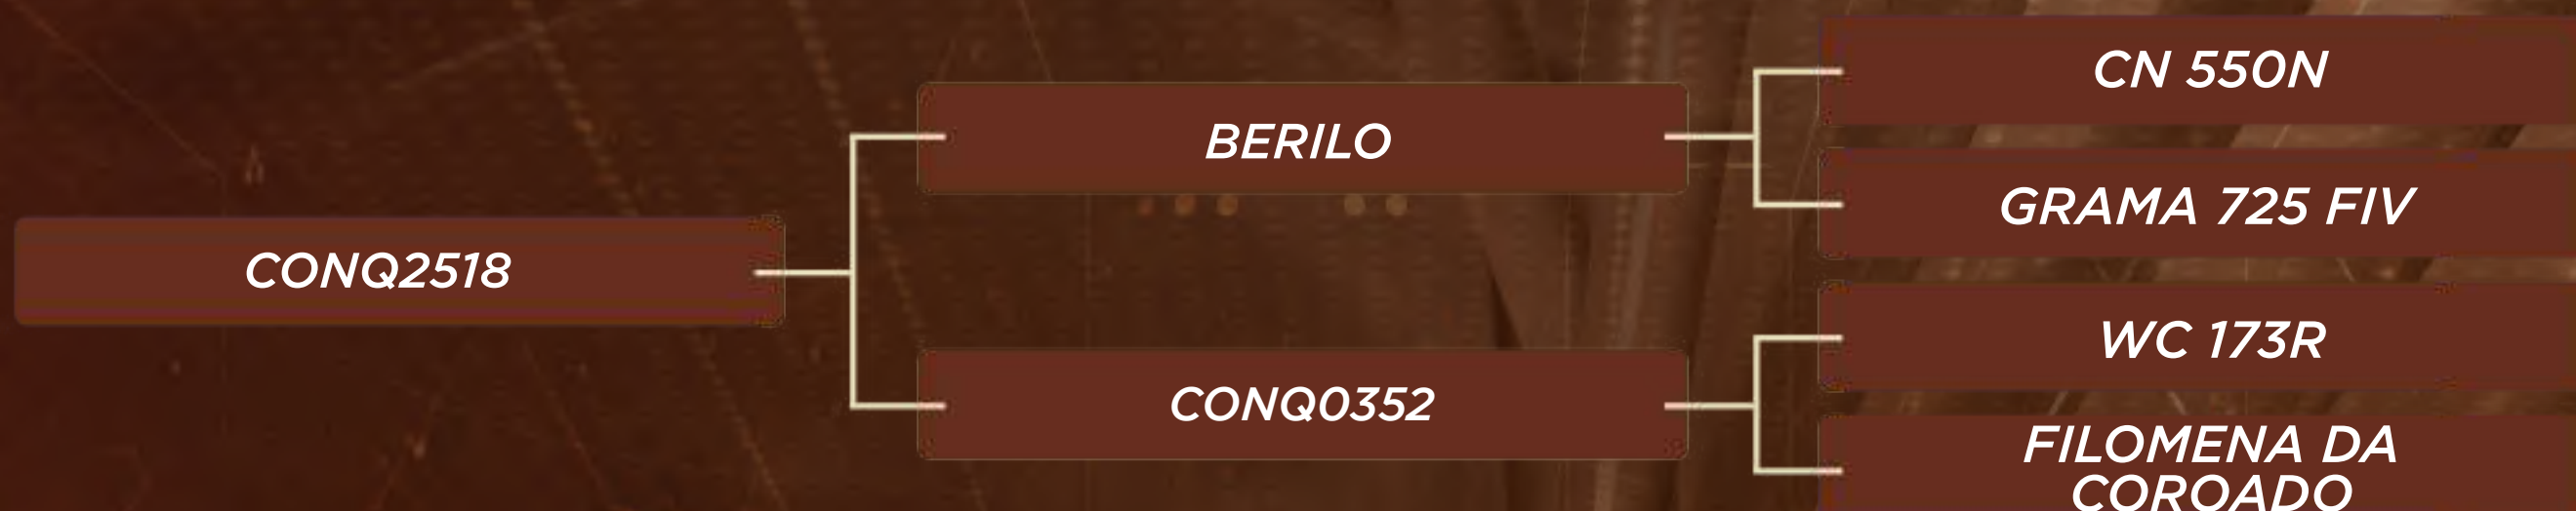 CN 550N
BERILO
GRAMA 725 FIV
CONQ2518
WC 173R
CONQ0352
FILOMENA DA
COROADO